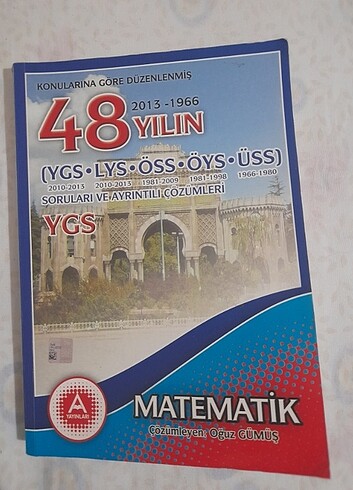 KONULARINA GÖRE DÜZENLENMİŞ
48 2013 -1966
YILIN
(YGS • LYS • ÖSS • ÖYS • ÜSS)
2010-2013 2010-2013 1981-2009 1981-1998 1966-1980
SORULARI VE AYRINTILI ÇÖZÜMLERİ
YGS
A
YAYINLARI
MATEMATİK
Çözümleyen: Oğuz GÜMÜŞ